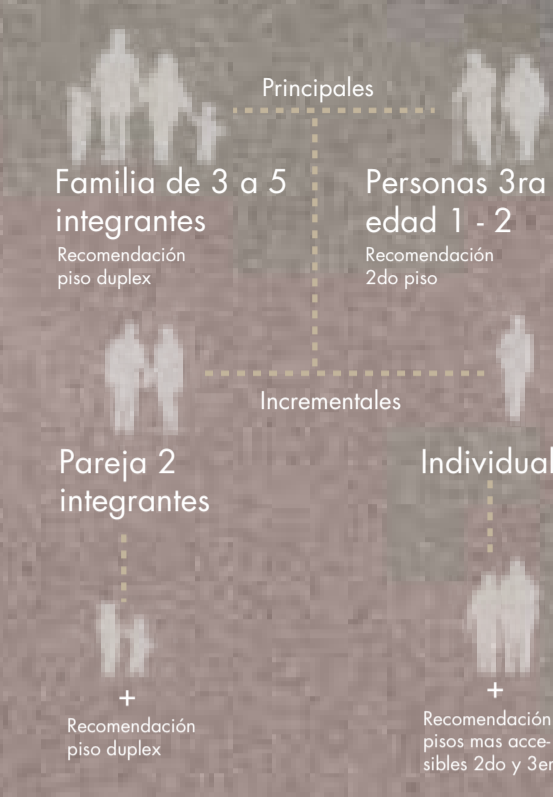 Principales
Familia de 3 a 5
integrantes
Recomendación
piso duplex
Personas 3ra
edad 1 - 2
Recomendación
2do piso
Incrementales
Pareja 2
integrantes
Individual
+
Recomendación
piso duplex
+
Recomendación
pisos mas acce-
sibles 2do y 3er